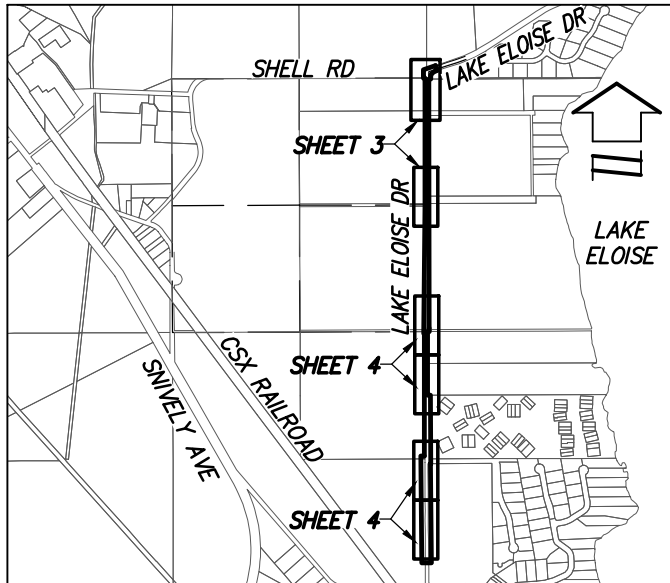 LAKE ELOISE DR
SHELL RD
SHEET 3
LAKE ELOISE DR
LAKE
ELOISE
SHEET 4
CSX RAILROAD
SNIVELY AVE
SHEET 4